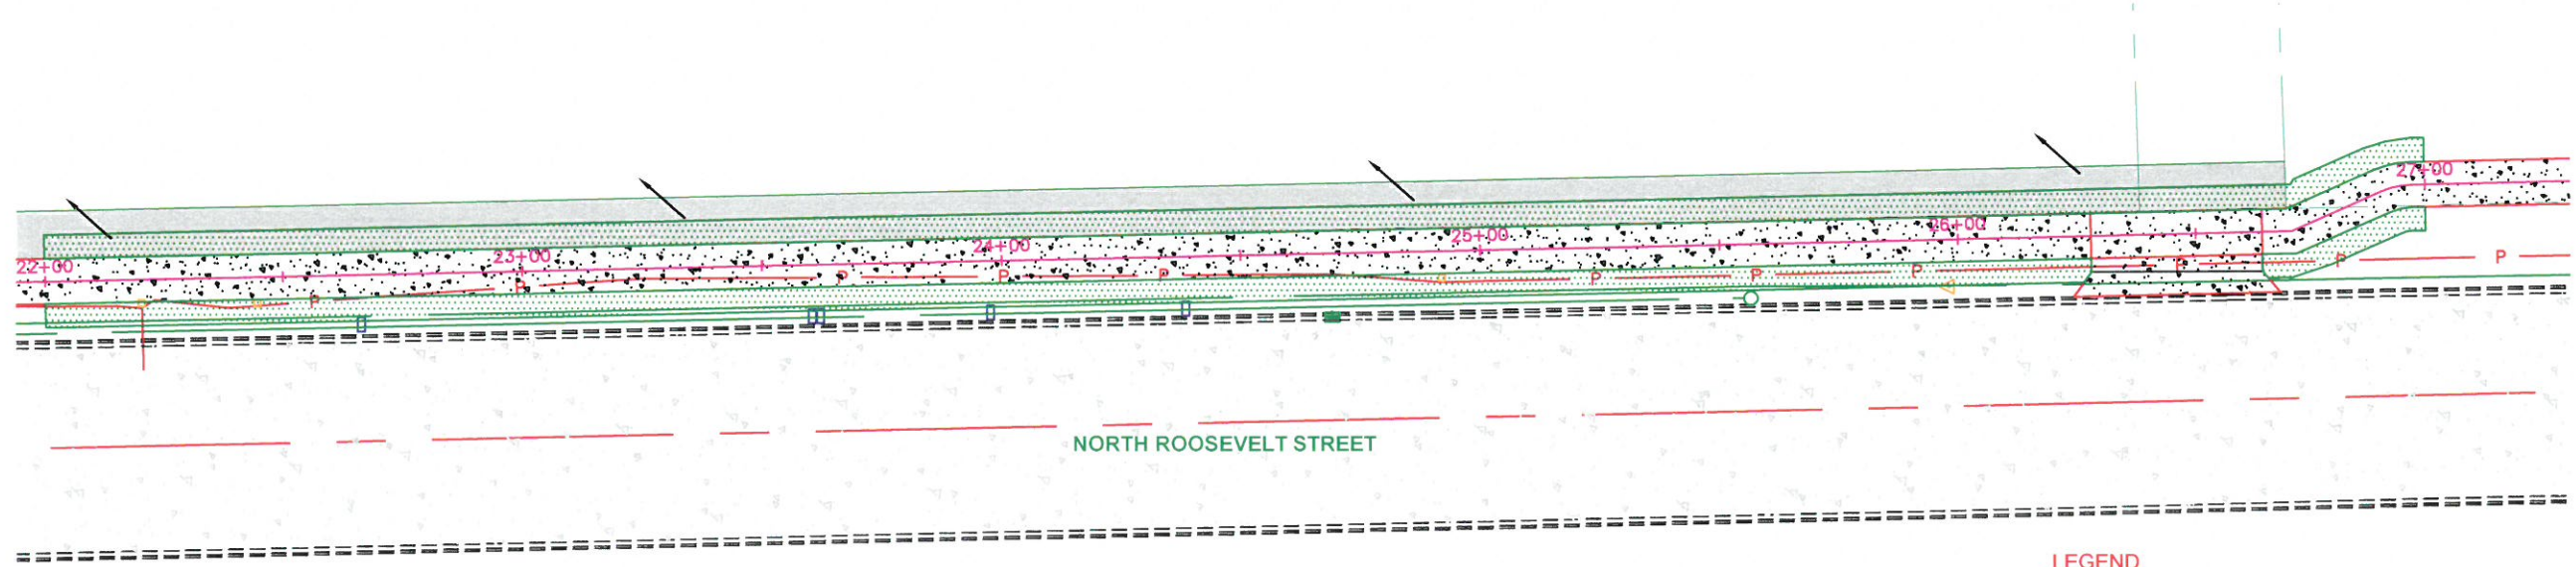 27+00
26+00
25+00
24+00
23+00
22+00
P P P P P P P P P P P
NORTH ROOSEVELT STREET
LEGEND